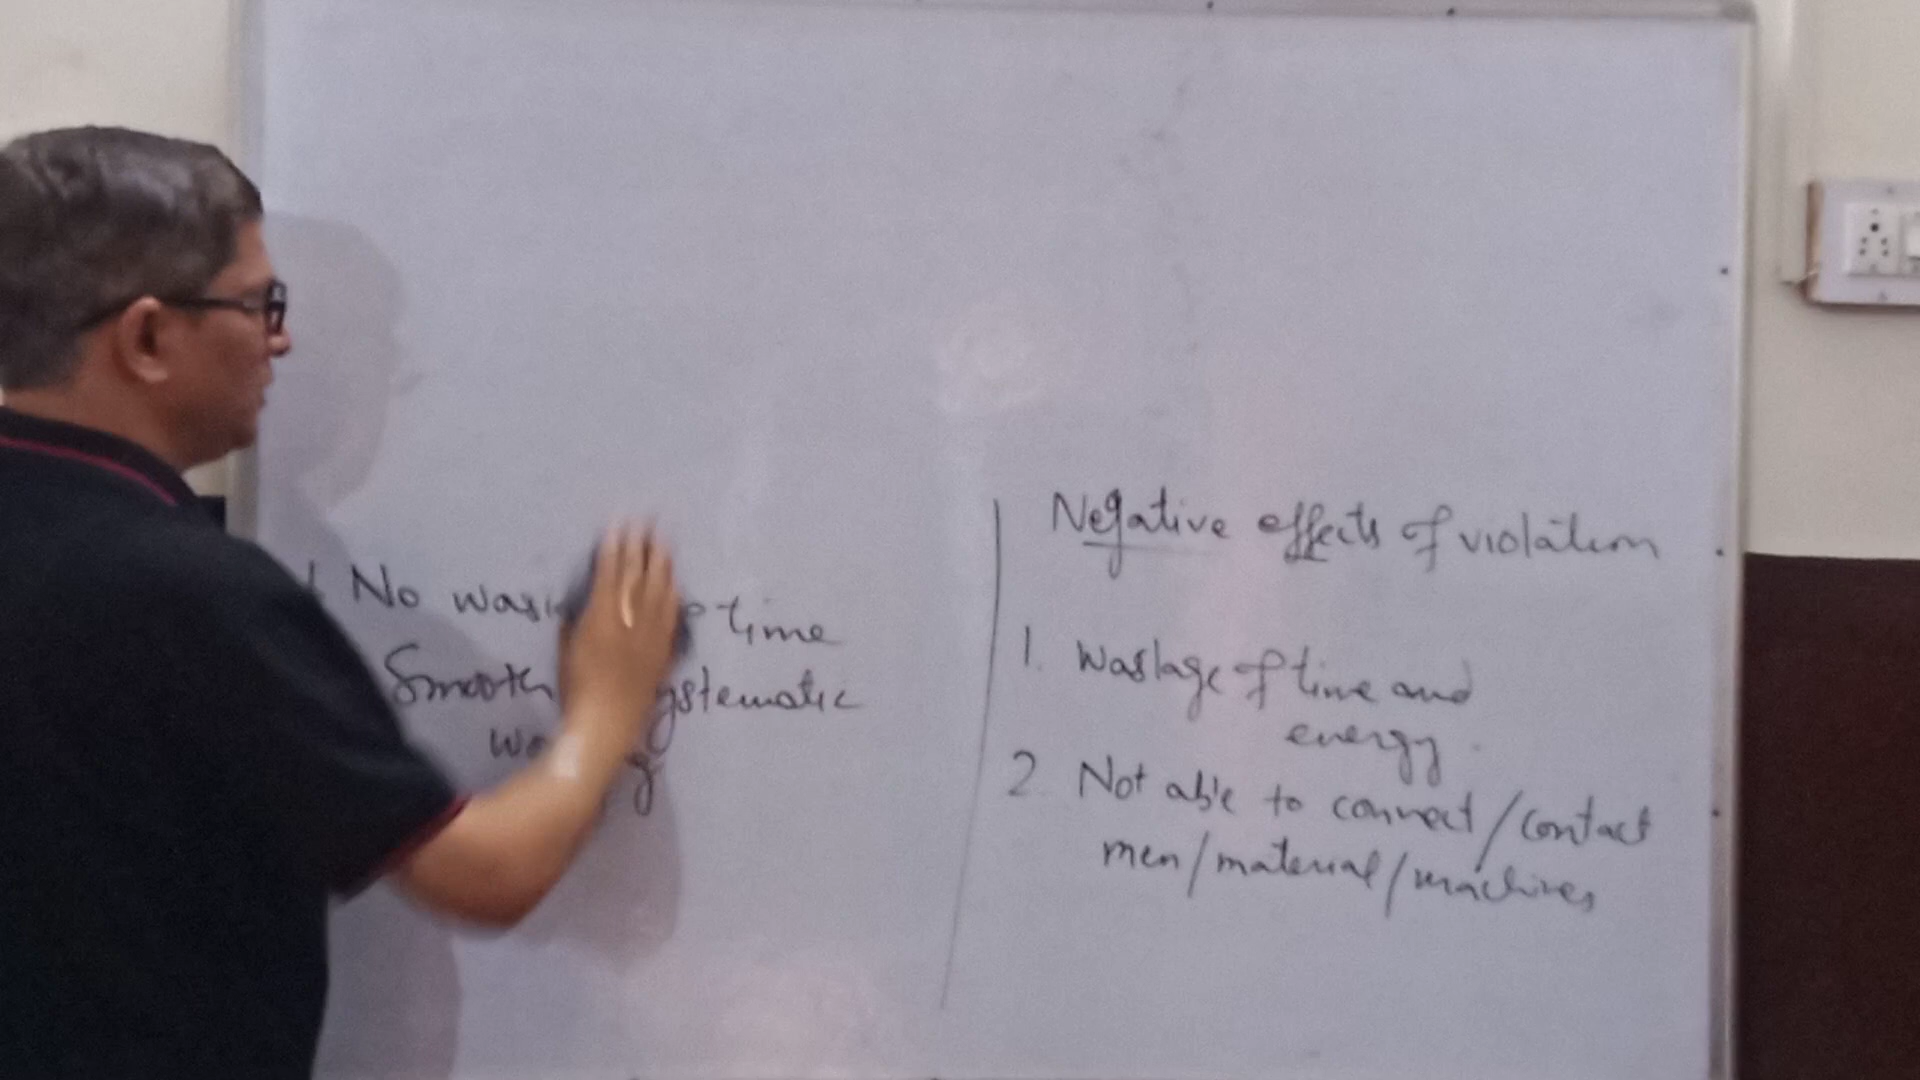 No time
Smooth
Negative effects of violation
1. Wastage of time and
energy.
2. Not able to connect/contact
men/material/machines